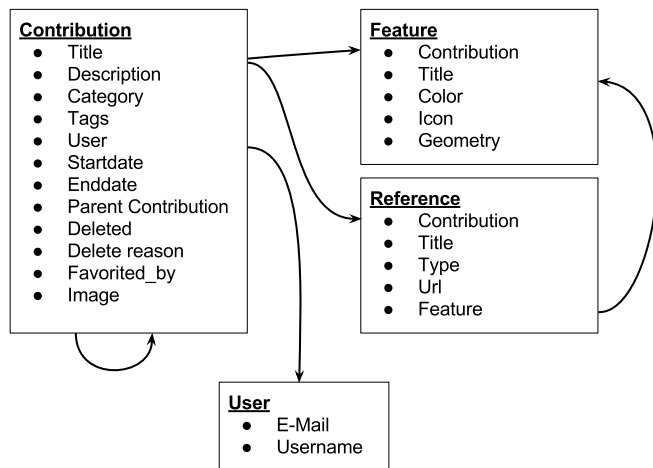 Contribution
● Title
● Description
● Category
● Tags
● User
● Startdate
● Enddate
● Parent Contribution
● Deleted
● Delete reason
● Favorited_by
● Image
Feature
● Contribution
● Title
● Color
● Icon
● Geometry
Reference
● Contribution
● Title
● Type
● Url
● Feature
User
● E-Mail
● Username